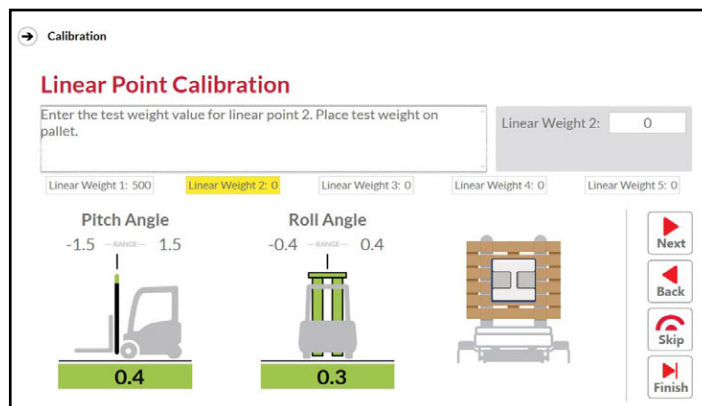 Calibration
Linear Point Calibration
Enter the test weight value for linear point 2. Place test weight on
pallet.
Linear Weight 2: 0
Linear Weight 1: 500
Linear Weight 2: 0
Linear Weight 3: 0
Linear Weight 4: 0
Linear Weight 5: 0
Pitch Angle
-1.5 —RANGE— 1.5
0.4
Roll Angle
-0.4 —RANGE— 0.4
0.3
Next
Back
Skip
Finish